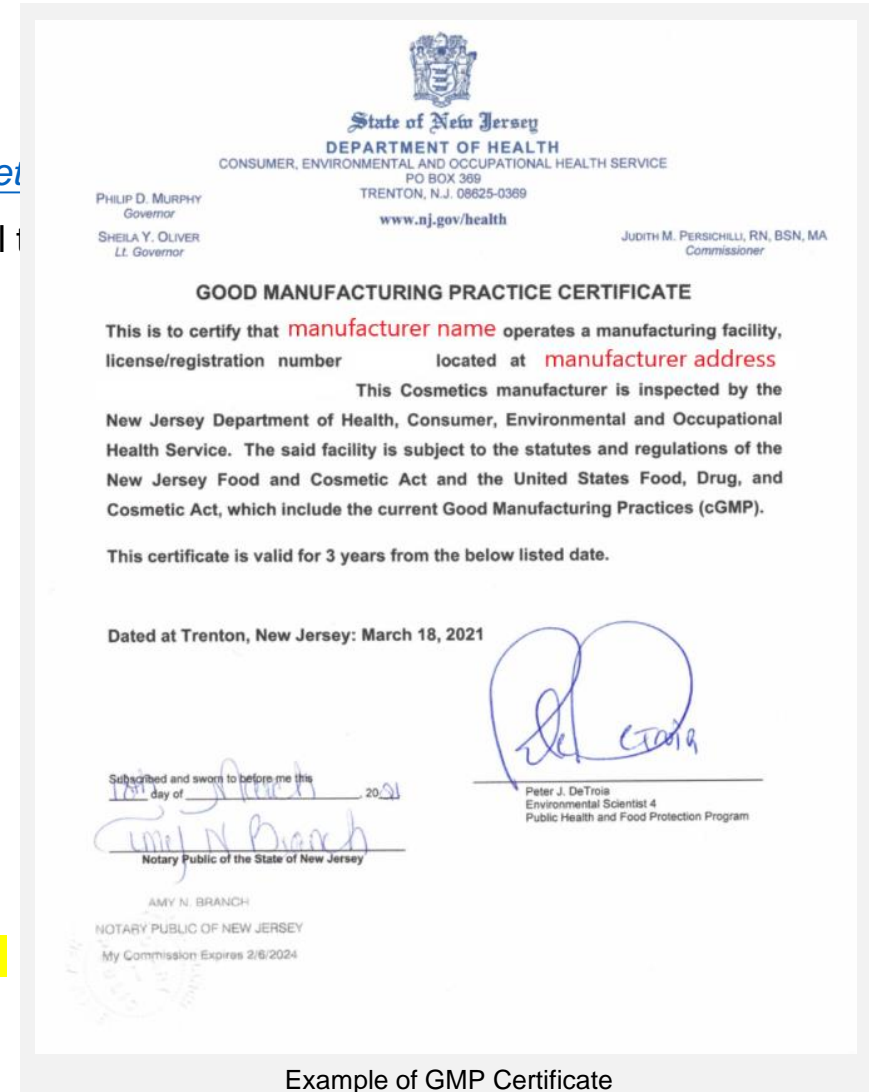 et
l t
State of New Jersey
DEPARTMENT OF HEALTH
CONSUMER, ENVIRONMENTAL AND OCCUPATIONAL HEALTH SERVICE
PO BOX 369
TRENTON, N.J. 08625-0369
www.nj.gov/health
PHILIP D. MURPHY
Governor
SHEILA Y. OLIVER
Lt. Governor
JUDITH M. PERSICHILLI, RN, BSN, MA
Commissioner
GOOD MANUFACTURING PRACTICE CERTIFICATE
This is to certify that manufacturer name operates a manufacturing facility,
license/registration number located at manufacturer address
This Cosmetics manufacturer is inspected by the
New Jersey Department of Health, Consumer, Environmental and Occupational
Health Service. The said facility is subject to the statutes and regulations of the
New Jersey Food and Cosmetic Act and the United States Food, Drug, and
Cosmetic Act, which include the current Good Manufacturing Practices (cGMP).
This certificate is valid for 3 years from the below listed date.
Dated at Trenton, New Jersey: March 18, 2021
Subscribed and sworn to before me this
18th day of March, 2021
Amy N Branch
Notary Public of the State of New Jersey
Peter J. DeTroia
Environmental Scientist 4
Public Health and Food Protection Program
AMY N. BRANCH
NOTARY PUBLIC OF NEW JERSEY
My Commission Expires 2/6/2024
Example of GMP Certificate